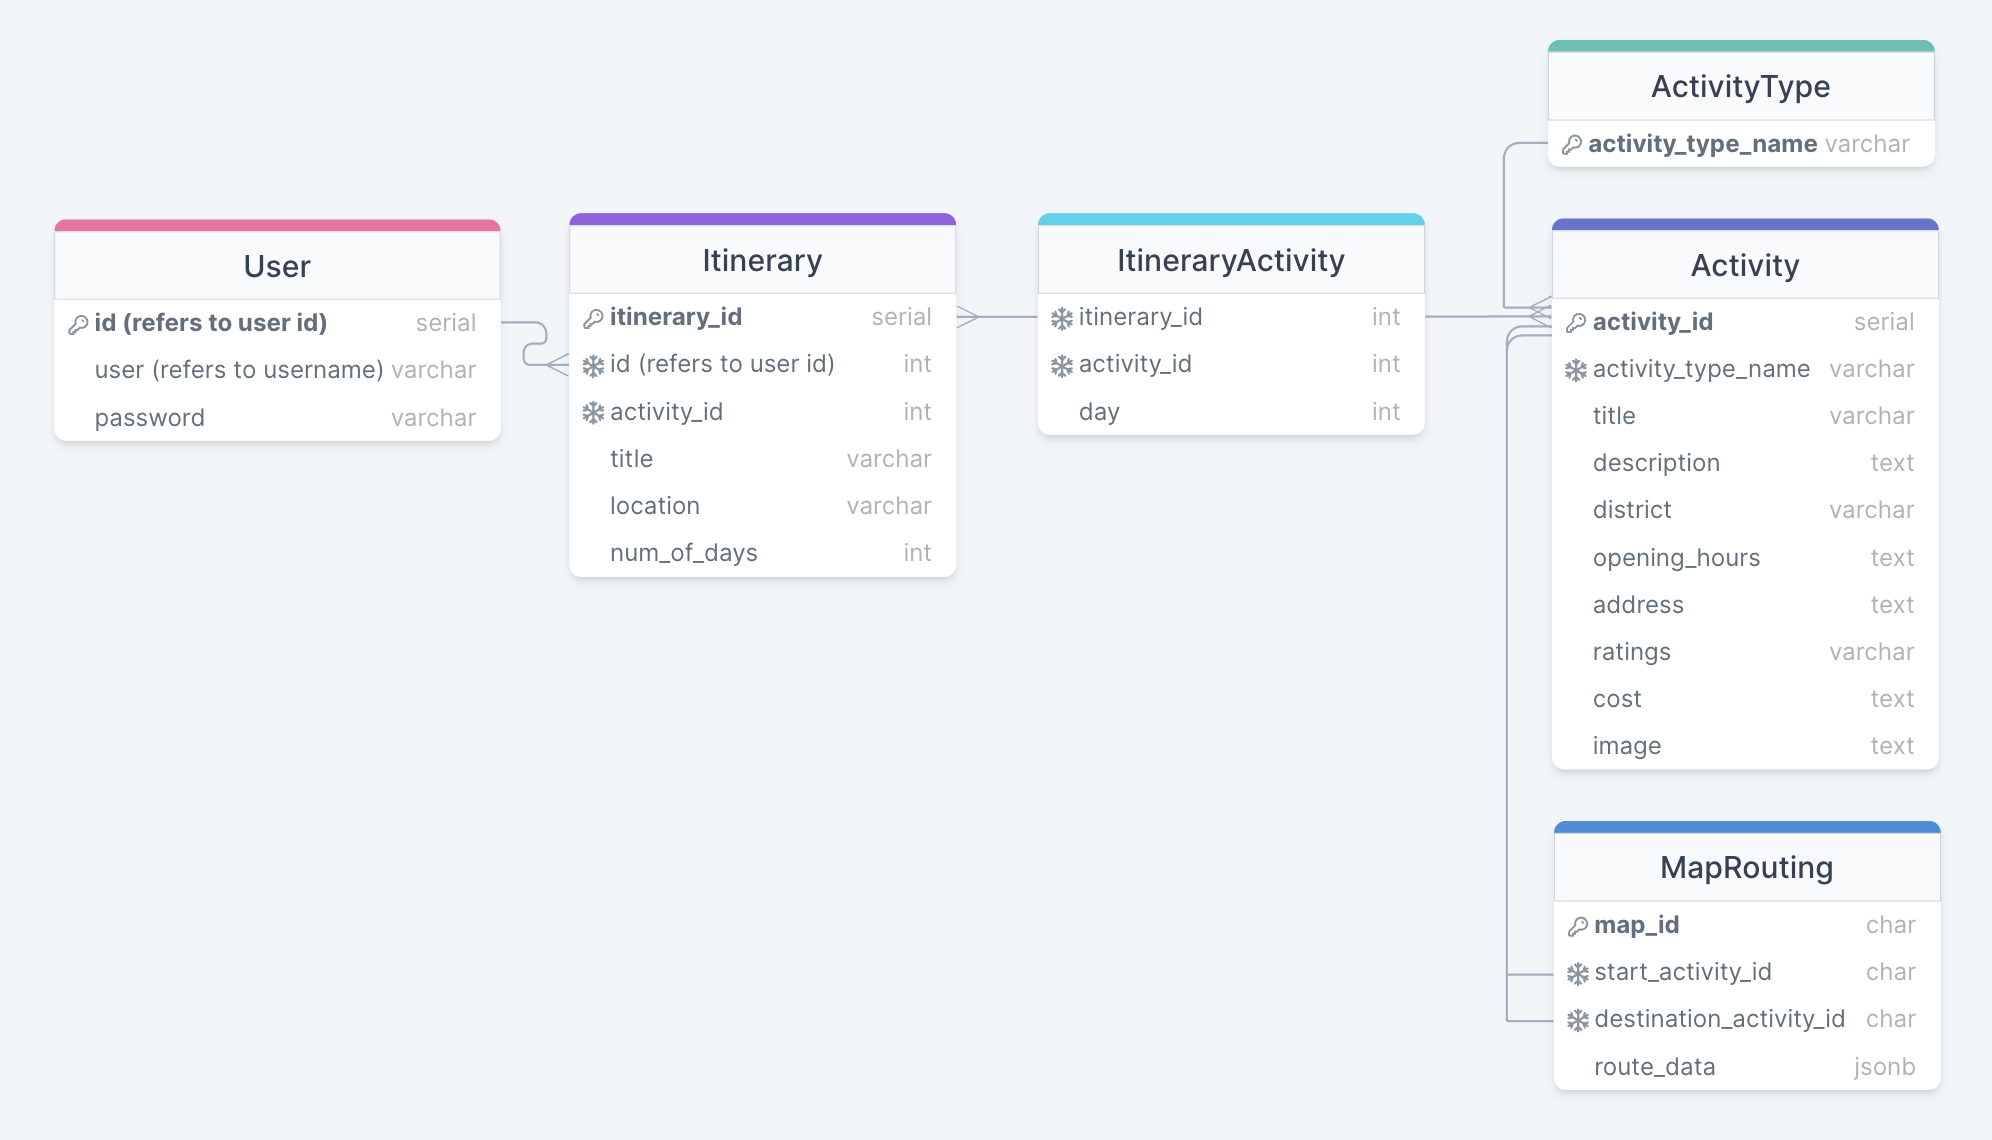 User
id (refers to user id) serial
user (refers to username) varchar
password varchar
Itinerary
itinerary_id serial
id (refers to user id) int
activity_id int
title varchar
location varchar
num_of_days int
ItineraryActivity
itinerary_id int
activity_id int
day int
ActivityType
activity_type_name varchar
Activity
activity_id serial
activity_type_name varchar
title varchar
description text
district varchar
opening_hours text
address text
ratings varchar
cost text
image text
MapRouting
map_id char
start_activity_id char
destination_activity_id char
route_data jsonb